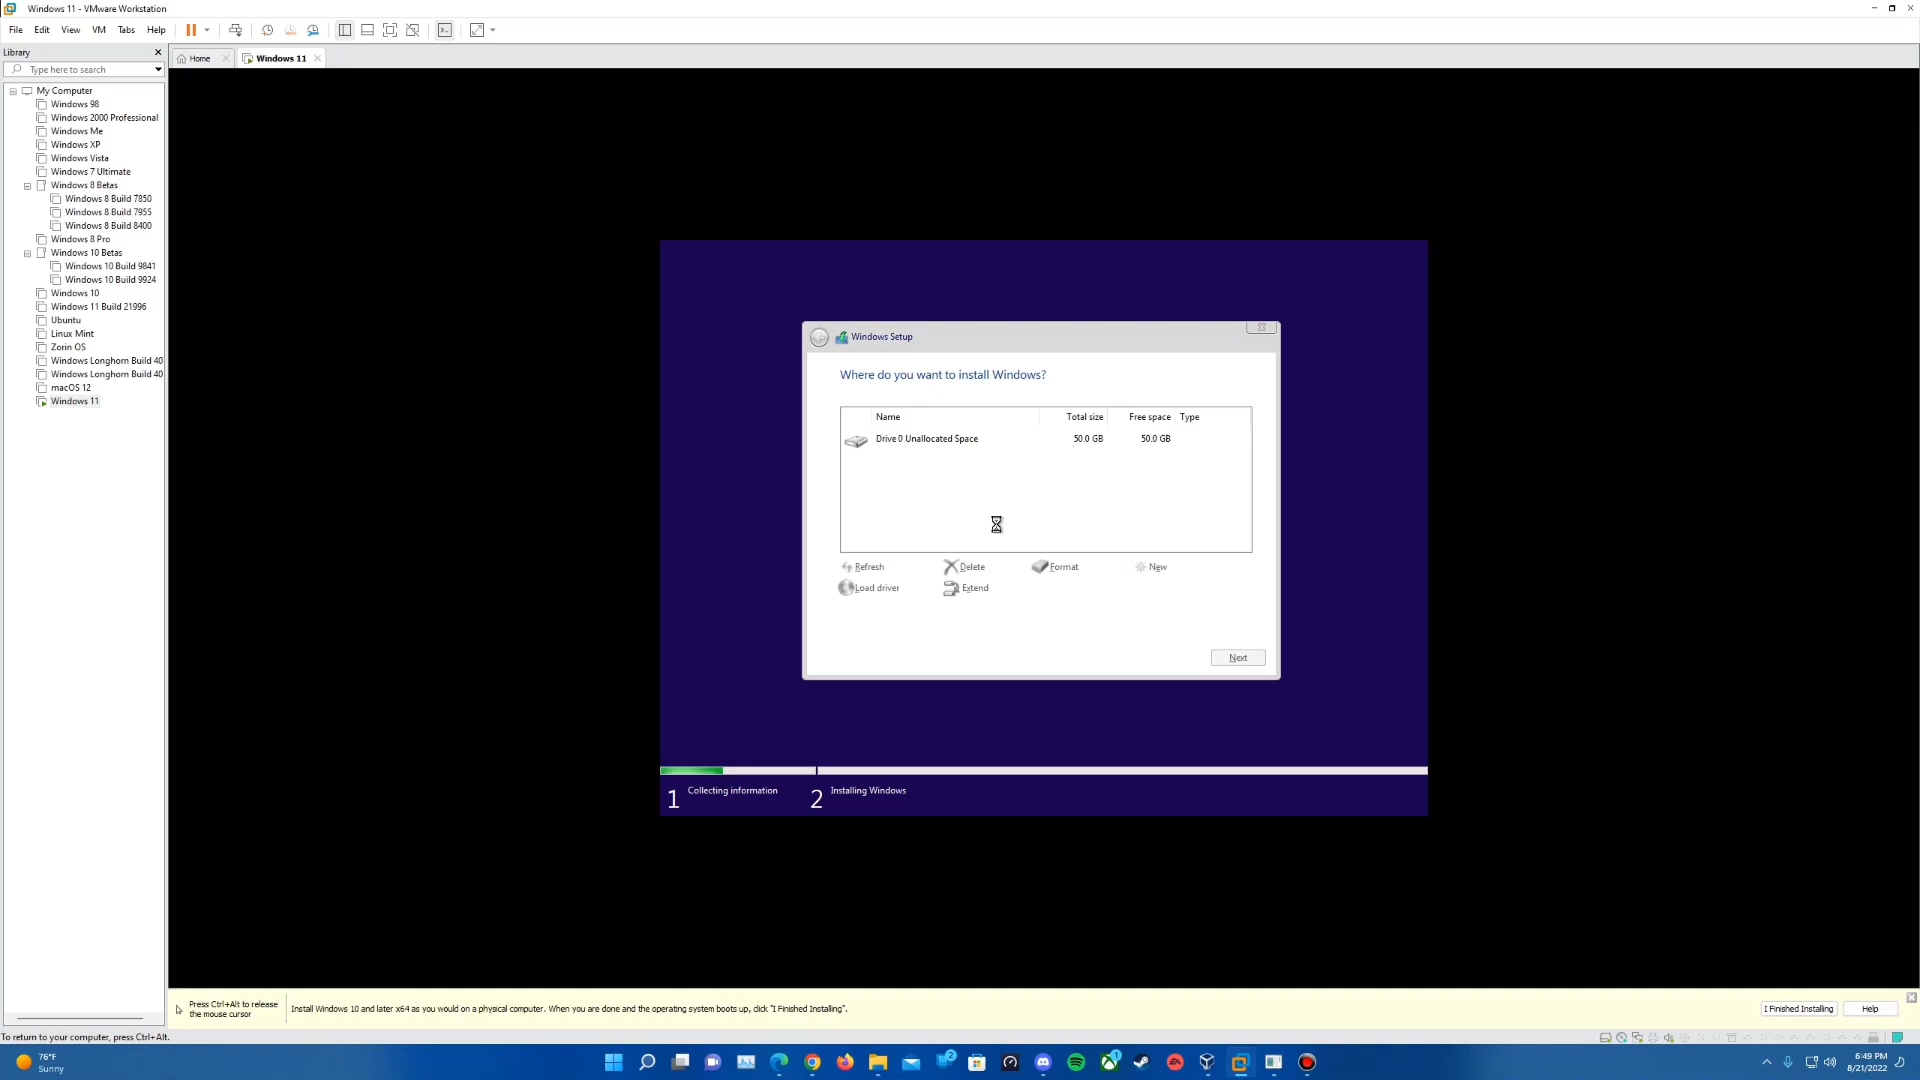 Windows 11 - VMware Workstation
File Edit View VM Tabs Help
Library
Type here to search
Home
Windows 11
My Computer
Windows 98
Windows 2000 Professional
Windows Me
Windows XP
Windows Vista
Windows 7 Ultimate
Windows 8 Betas
Windows 8 Build 7850
Windows 8 Build 7955
Windows 8 Build 8400
Windows 8 Pro
Windows 10 Betas
Windows 10 Build 9841
Windows 10 Build 9924
Windows 10
Windows 11 Build 21996
Ubuntu
Linux Mint
Zorin OS
Windows Longhorn Build 40
Windows Longhorn Build 40
macOS 12
Windows 11
Windows Setup
Where do you want to install Windows?
Name Total size Free space Type
Drive 0 Unallocated Space 50.0 GB 50.0 GB
Refresh Delete Format New
Load driver Extend
Next
1 Collecting information 2 Installing Windows
Press Ctrl+Alt to release
the mouse cursor
Install Windows 10 and later x64 as you would on a physical computer. When you are done and the operating system boots up, click "I Finished Installing".
I Finished Installing
Help
To return to your computer, press Ctrl+Alt.
76°F
Sunny
2
1
6:49 PM
8/21/2022